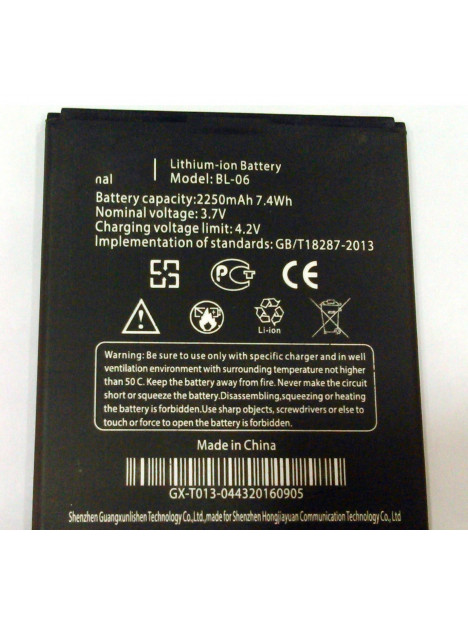 Lithium-ion Battery
nal Model: BL-06
Battery capacity:2250mAh 7.4Wh
Nominal voltage: 3.7V
Charging voltage limit: 4.2V
Implementation of standards: GB/T18287-2013
PCT CE
Li-ion
Warning: Be sure to use only with specific charger and in well
ventilation environment with surrounding temperature not higher
than 50 C. Keep the battery away from fire. Never make the circuit
short or squeeze the battery.Disassembling,squeezing or heating
the battery is forbidden.Use sharp objects, screwdrivers or else to
touch or force to open the battery is forbidden.
Made in China
GX-T013-044320160905
Shenzhen Guangxunlishen Technology Co.,Ltd.,made for Shenzhen Hongjiayuan Communication Technology Co.,Ltd